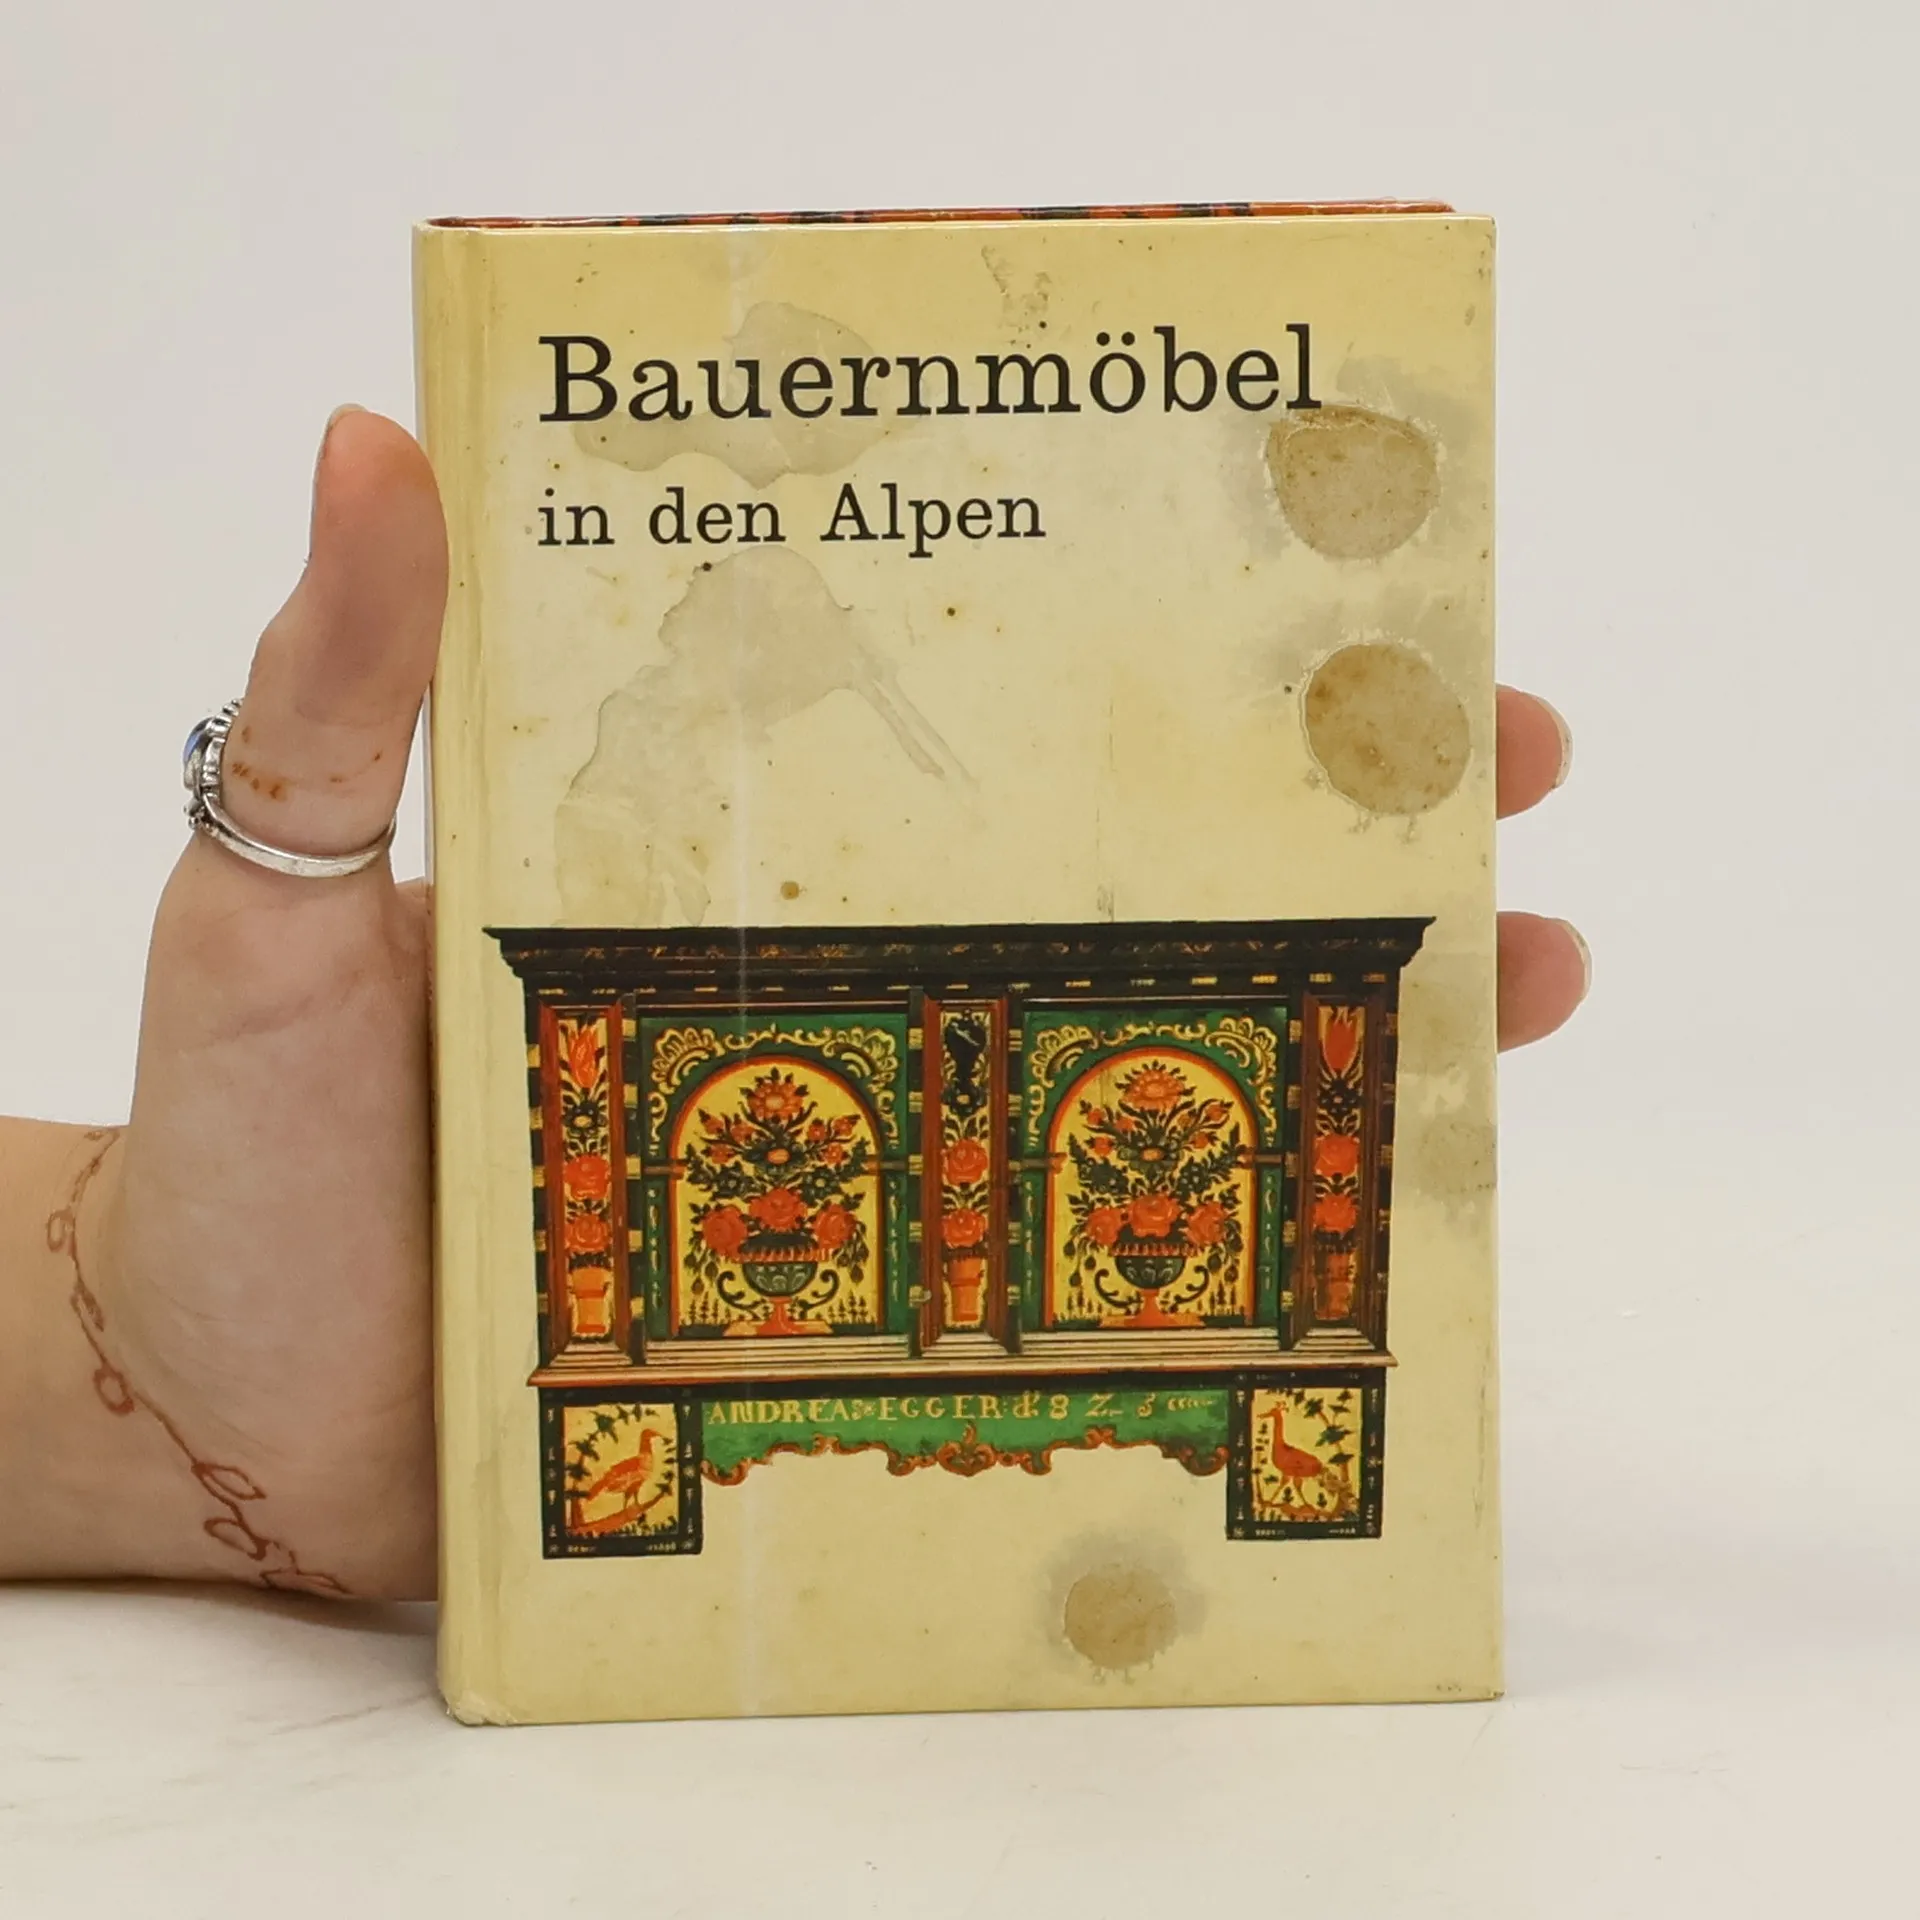 Bauernmöbel
in den Alpen
ANDREAS EGGER